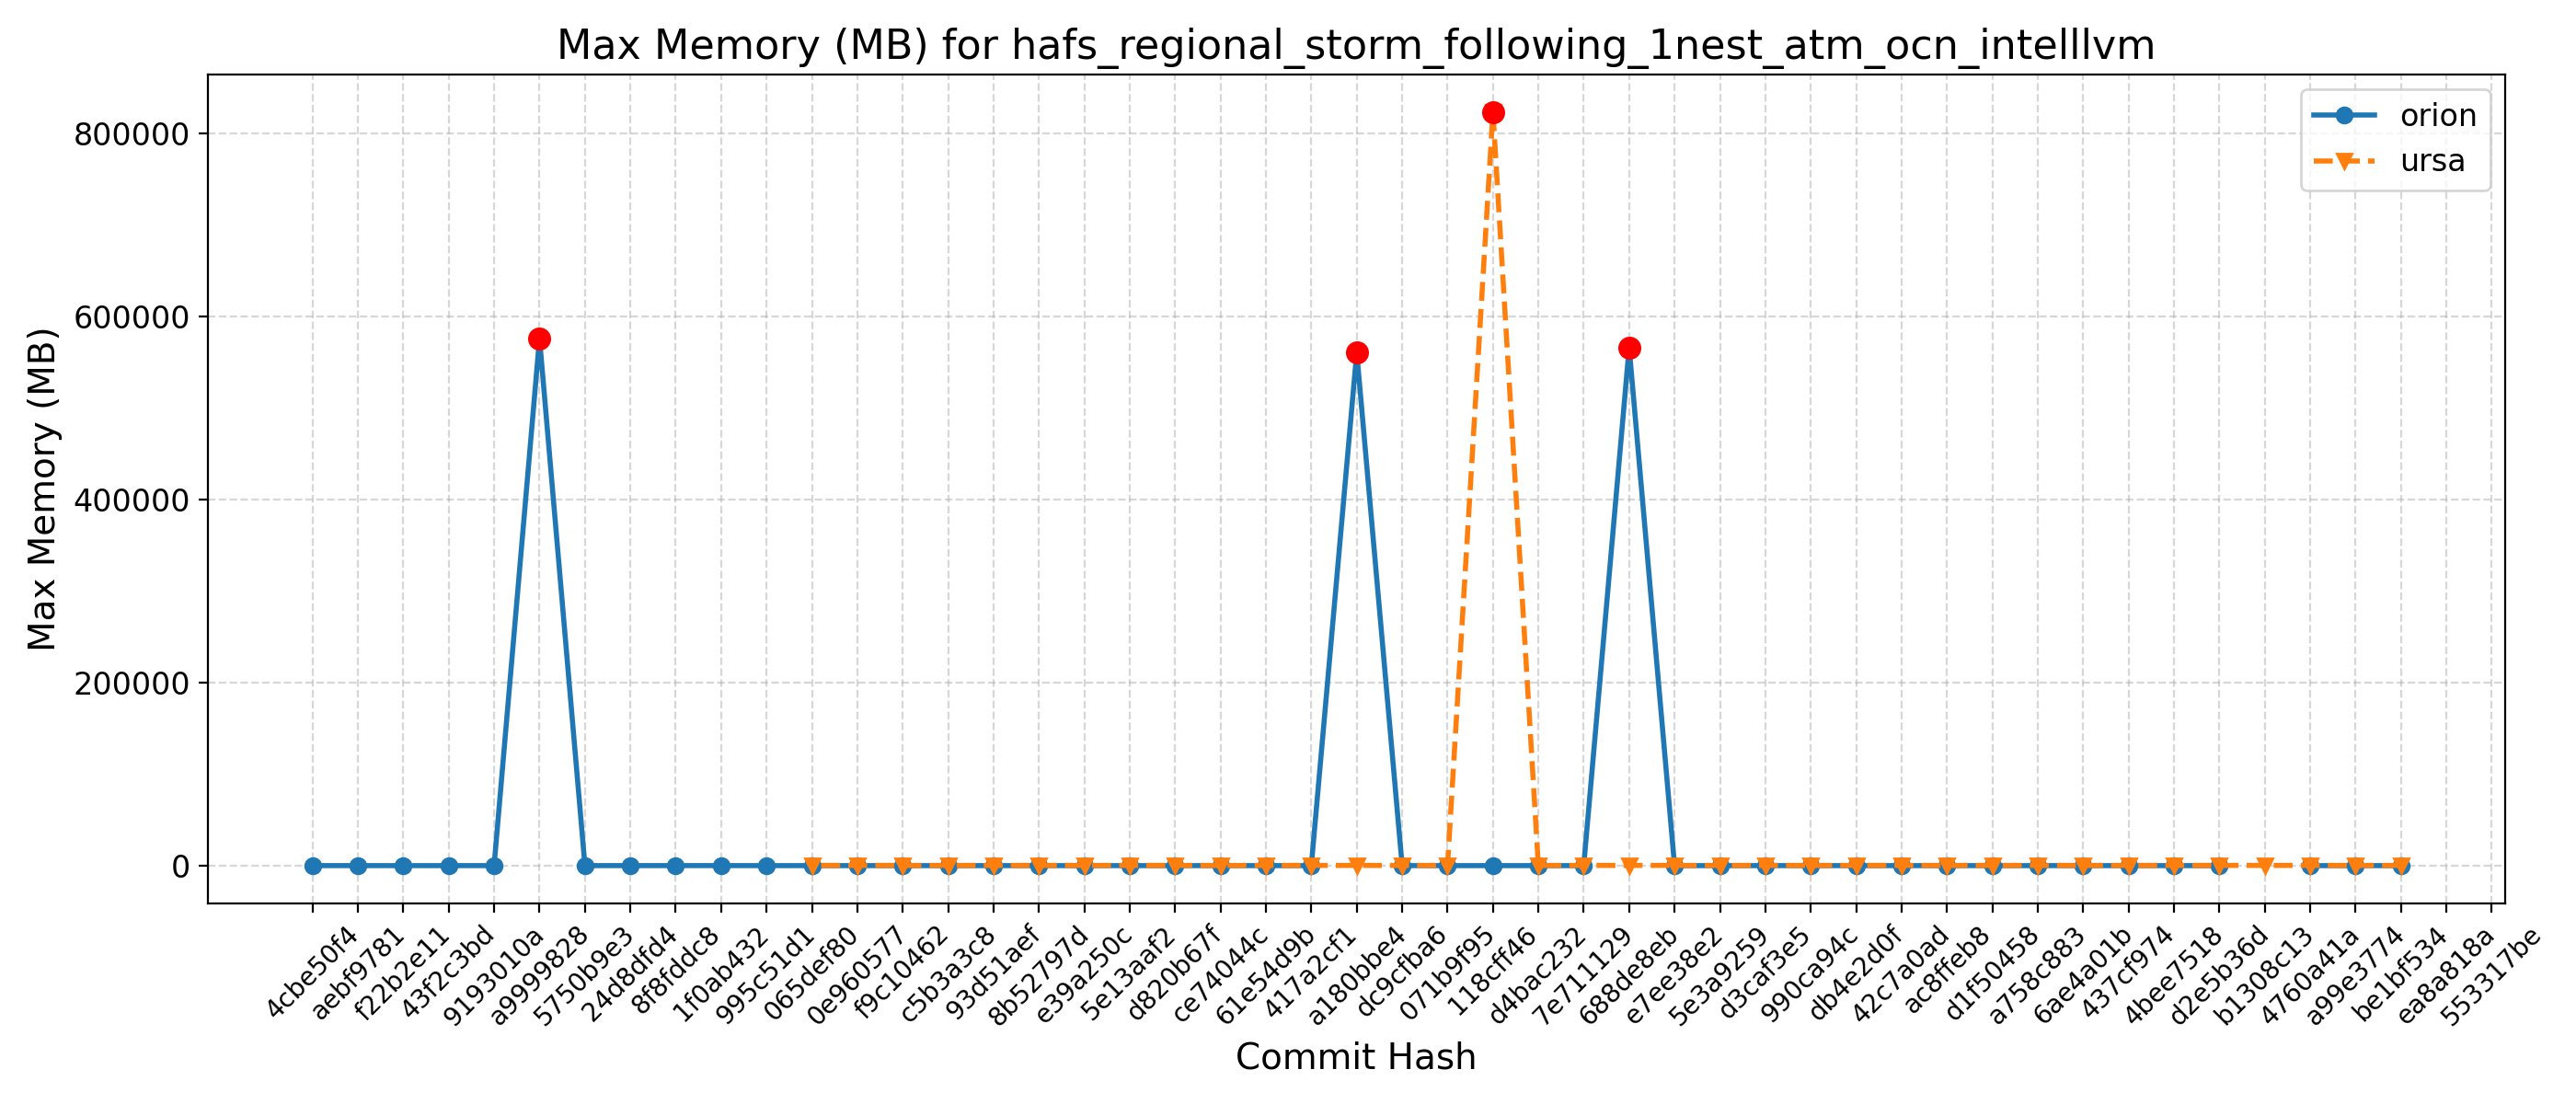 Max Memory (MB) for hafs_regional_storm_following_1nest_atm_ocn_intelllvm
orion
ursa
Max Memory (MB)
800000
600000
400000
200000
0
4cbe50f4
aebf9781
f22b2e11
43f2c3bd
9193010a
a9999828
5750b9e3
24d8dfd4
8f8fddc8
1f0ab432
995c51d1
065def80
0e960577
f9c10462
c5b3a3c8
93d51aef
8b52797d
e39a250c
5e13aaf2
d820b67f
ce74044c
61e54d9b
417a2cf1
a180bbe4
dc9cfba6
071b9f95
118cff46
d4bac232
7e711129
688de8eb
e7ee38e2
5e3a9259
d3caf3e5
990ca94c
db4e2d0f
42c7a0ad
ac8ffeb8
d1f50458
a758c883
6ae4a01b
437cf974
4bee7518
d2e5b36d
b1308c13
4760a41a
a99e3774
be1bf534
ea8a818a
553317be
Commit Hash